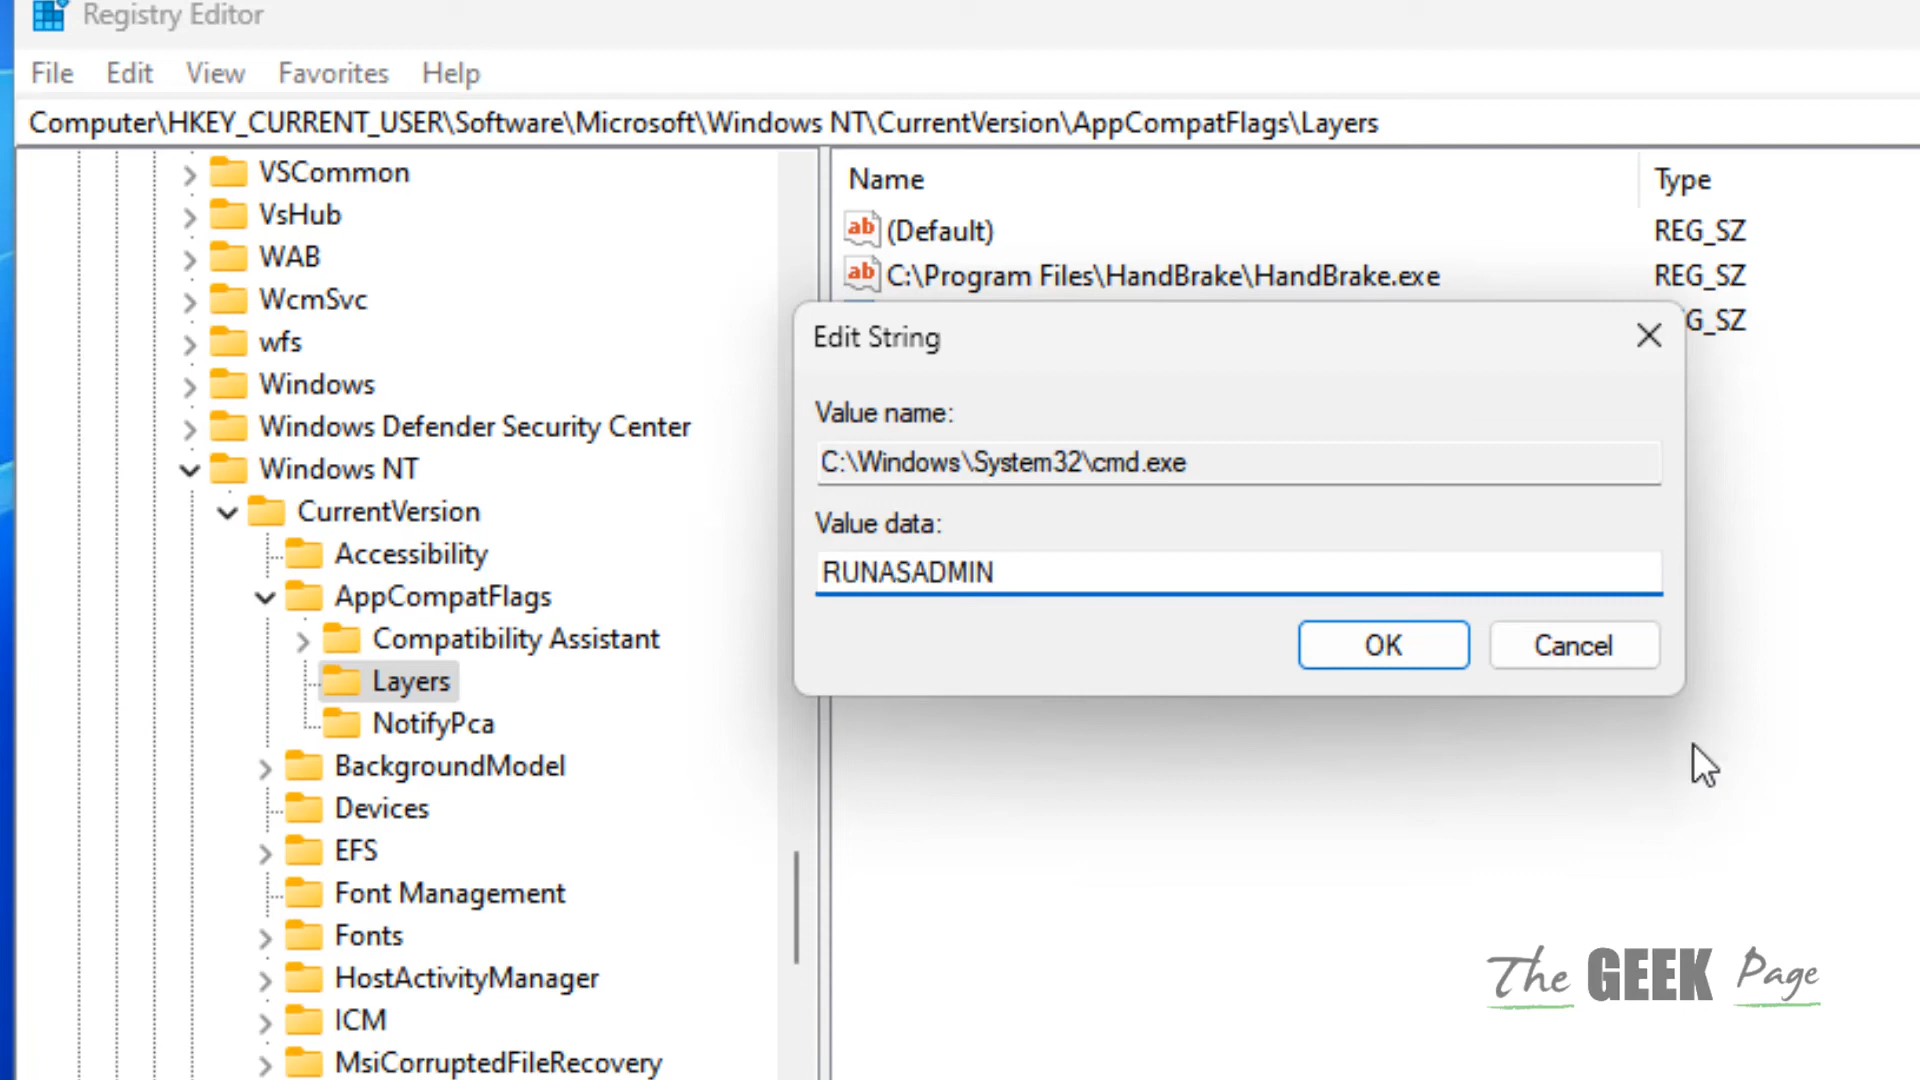 Registry Editor
File Edit View Favorites Help
Computer\HKEY_CURRENT_USER\Software\Microsoft\Windows NT\CurrentVersion\AppCompatFlags\Layers
VSCommon
VsHub
WAB
WcmSvc
wfs
Windows
Windows Defender Security Center
Windows NT
CurrentVersion
Accessibility
AppCompatFlags
Compatibility Assistant
Layers
NotifyPca
BackgroundModel
Devices
EFS
Font Management
Fonts
HostActivityManager
ICM
MsiCorruptedFileRecovery
Name Type
ab (Default) REG_SZ
ab C:\Program Files\HandBrake\HandBrake.exe REG_SZ
G_SZ
Edit String
Value name:
C:\Windows\System32\cmd.exe
Value data:
RUNASADMIN
OK Cancel
The GEEK Page